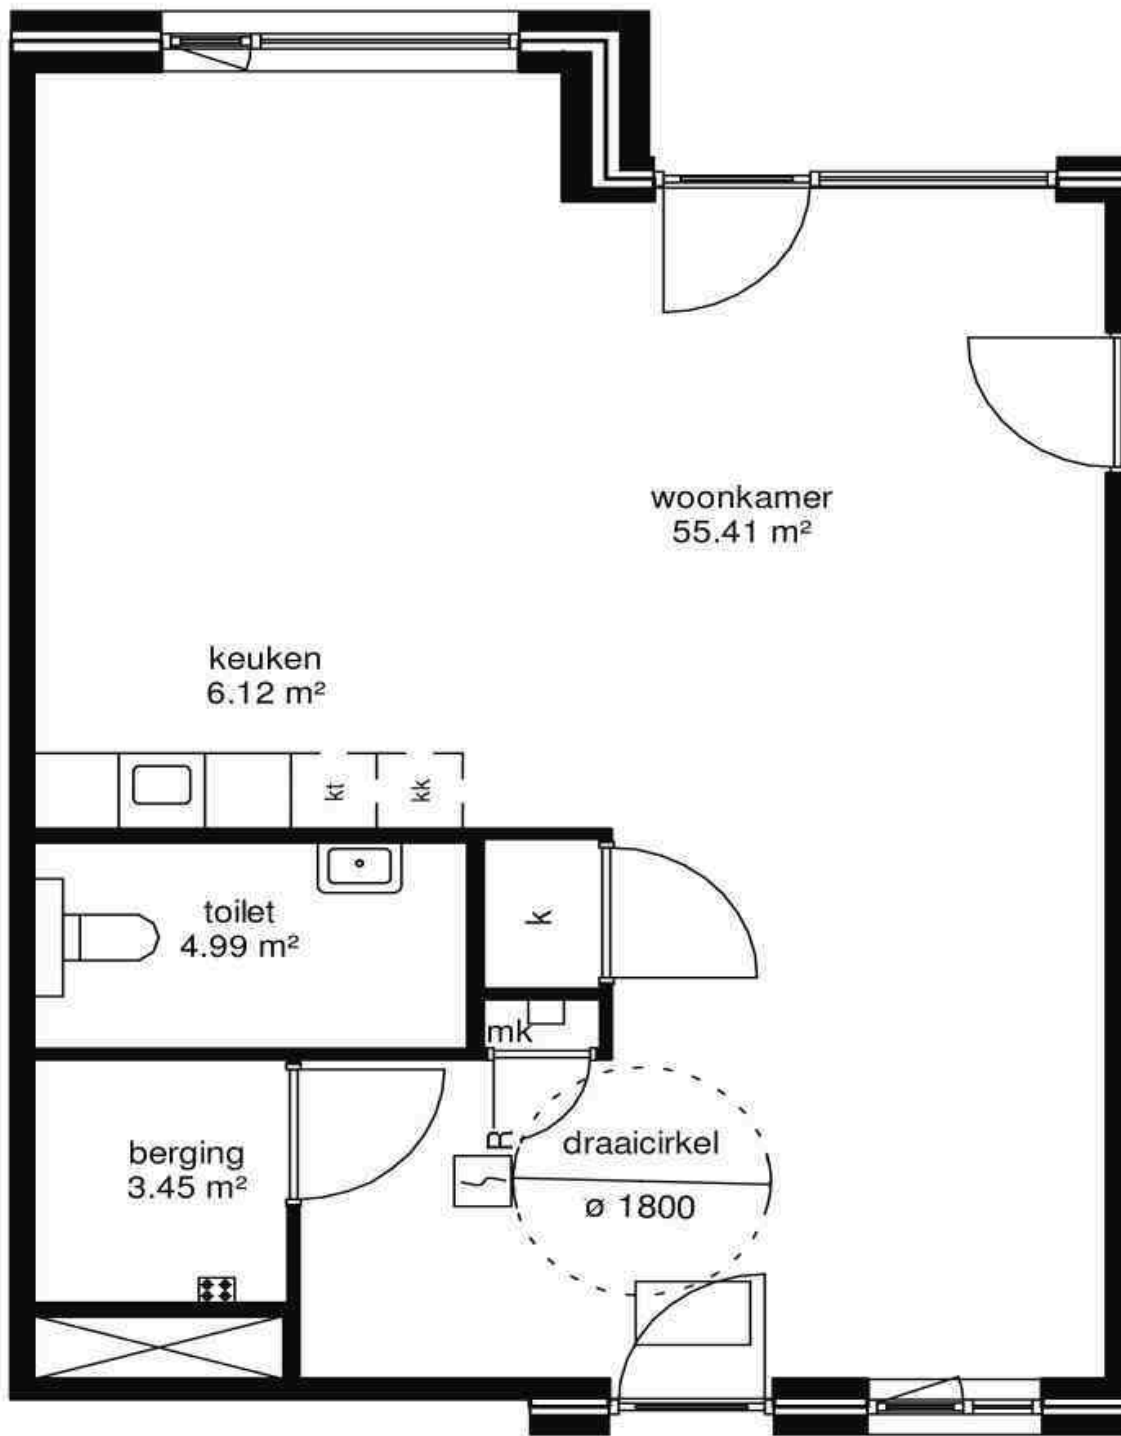 woonkamer
55.41 m²
keuken
6.12 m²
kt
kk
toilet
4.99 m²
k
mk
berging
3.45 m²
R
draaicirkel
ø 1800